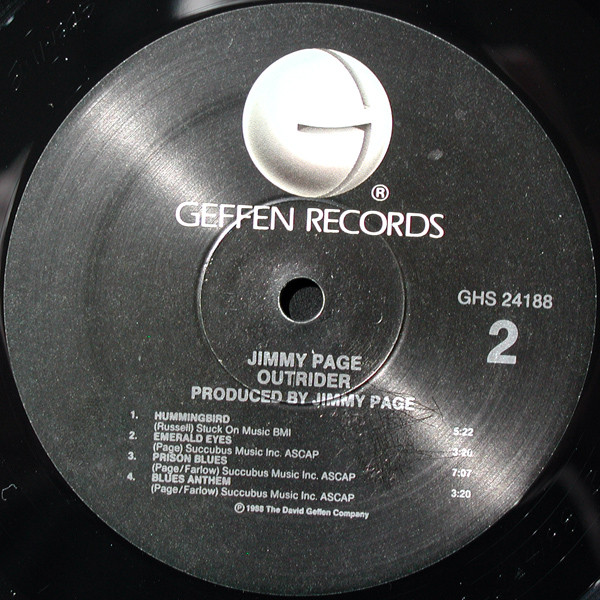 ®
GEFFEN RECORDS
GHS 24188
2
JIMMY PAGE
OUTRIDER
PRODUCED BY JIMMY PAGE
1. HUMMINGBIRD
(Russell) Stuck On Music BMI 5:22
2. EMERALD EYES
(Page) Succubus Music Inc. ASCAP 3:20
3. PRISON BLUES
(Page/Farlow) Succubus Music Inc. ASCAP 7:07
4. BLUES ANTHEM
(Page/Farlow) Succubus Music Inc. ASCAP 3:20
℗ 1988 The David Geffen Company